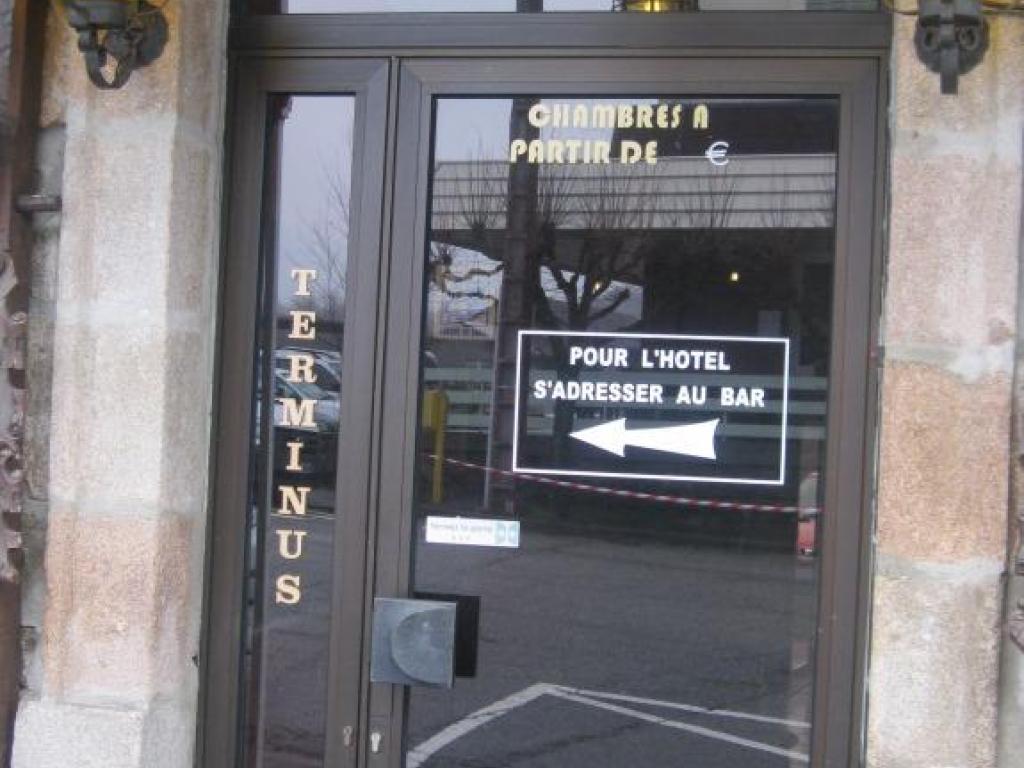 CHAMBRES A
PARTIR DE €
TERMINUS
POUR L'HOTEL
S'ADRESSER AU BAR